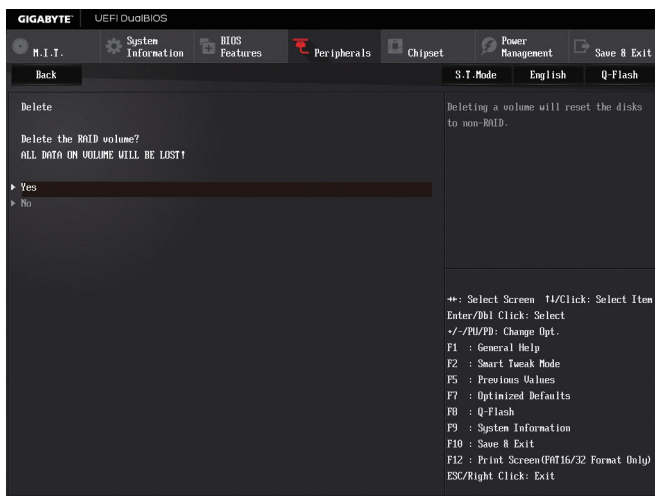 GIGABYTE™ UEFI DualBIOS
M.I.T.
System Information
BIOS Features
Peripherals
Chipset
Power Management
Save & Exit
Back
S.T.Mode English Q-Flash
Delete
Delete the RAID volume?
ALL DATA ON VOLUME WILL BE LOST!
Yes
No
Deleting a volume will reset the disks
to non-RAID.
→←: Select Screen ↑↓/Click: Select Item
Enter/Dbl Click: Select
+/-/PU/PD: Change Opt.
F1 : General Help
F2 : Smart Tweak Mode
F5 : Previous Values
F7 : Optimized Defaults
F8 : Q-Flash
F9 : System Information
F10 : Save & Exit
F12 : Print Screen(FAT16/32 Format Only)
ESC/Right Click: Exit